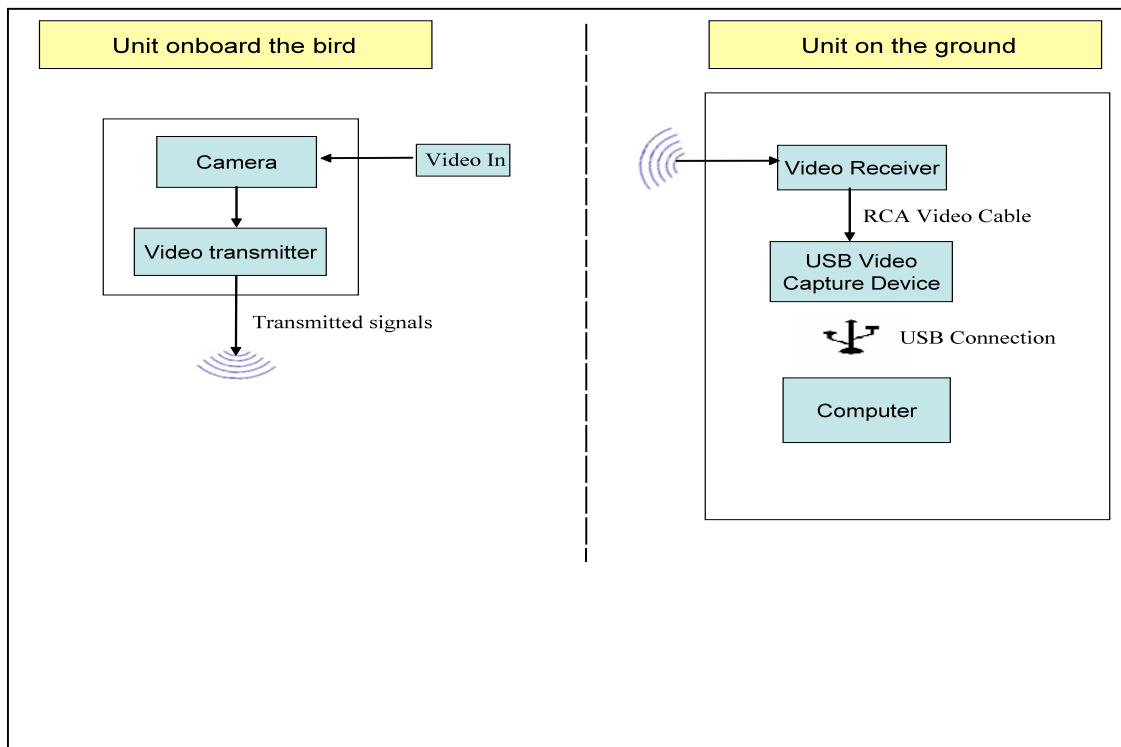 Unit onboard the bird
Camera
Video In
Video transmitter
Transmitted signals
Unit on the ground
Video Receiver
RCA Video Cable
USB Video
Capture Device
USB Connection
Computer